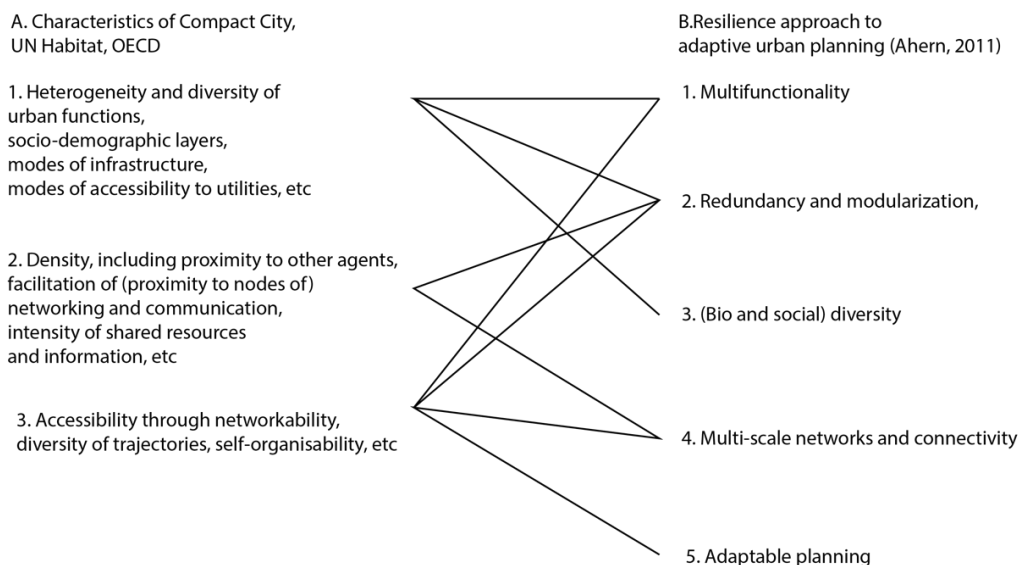 A. Characteristics of Compact City,
UN Habitat, OECD
1. Heterogeneity and diversity of
urban functions,
socio-demographic layers,
modes of infrastructure,
modes of accessibility to utilities, etc
2. Density, including proximity to other agents,
facilitation of (proximity to nodes of)
networking and communication,
intensity of shared resources
and information, etc
3. Accessibility through networkability,
diversity of trajectories, self-organisability, etc
B.Resilience approach to
adaptive urban planning (Ahern, 2011)
1. Multifunctionality
2. Redundancy and modularization,
3. (Bio and social) diversity
4. Multi-scale networks and connectivity
5. Adaptable planning